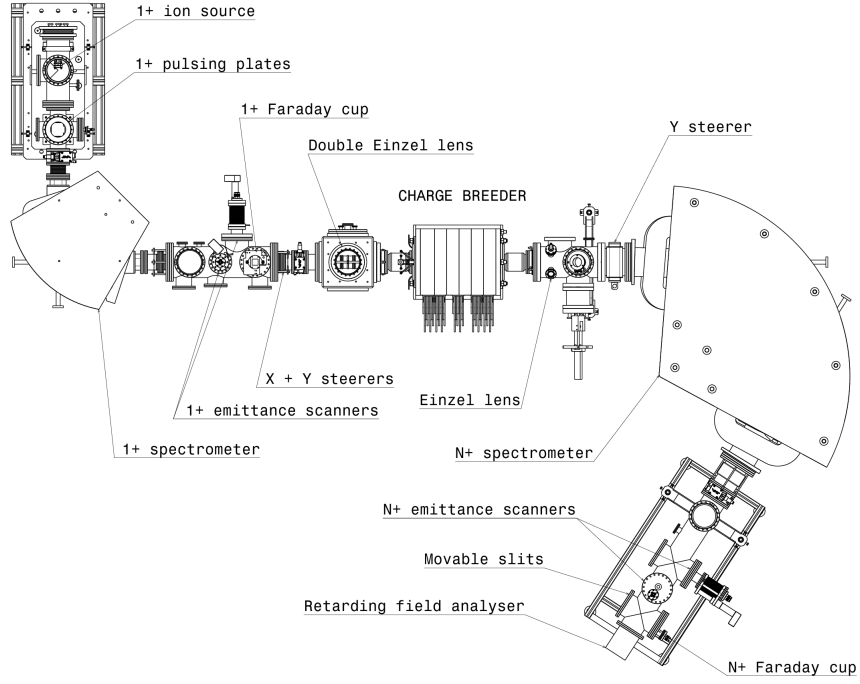 1+ ion source
1+ pulsing plates
1+ Faraday cup
Double Einzel lens
Y steerer
CHARGE BREEDER
X + Y steerers
1+ emittance scanners
Einzel lens
1+ spectrometer
N+ spectrometer
N+ emittance scanners
Movable slits
Retarding field analyser
N+ Faraday cup